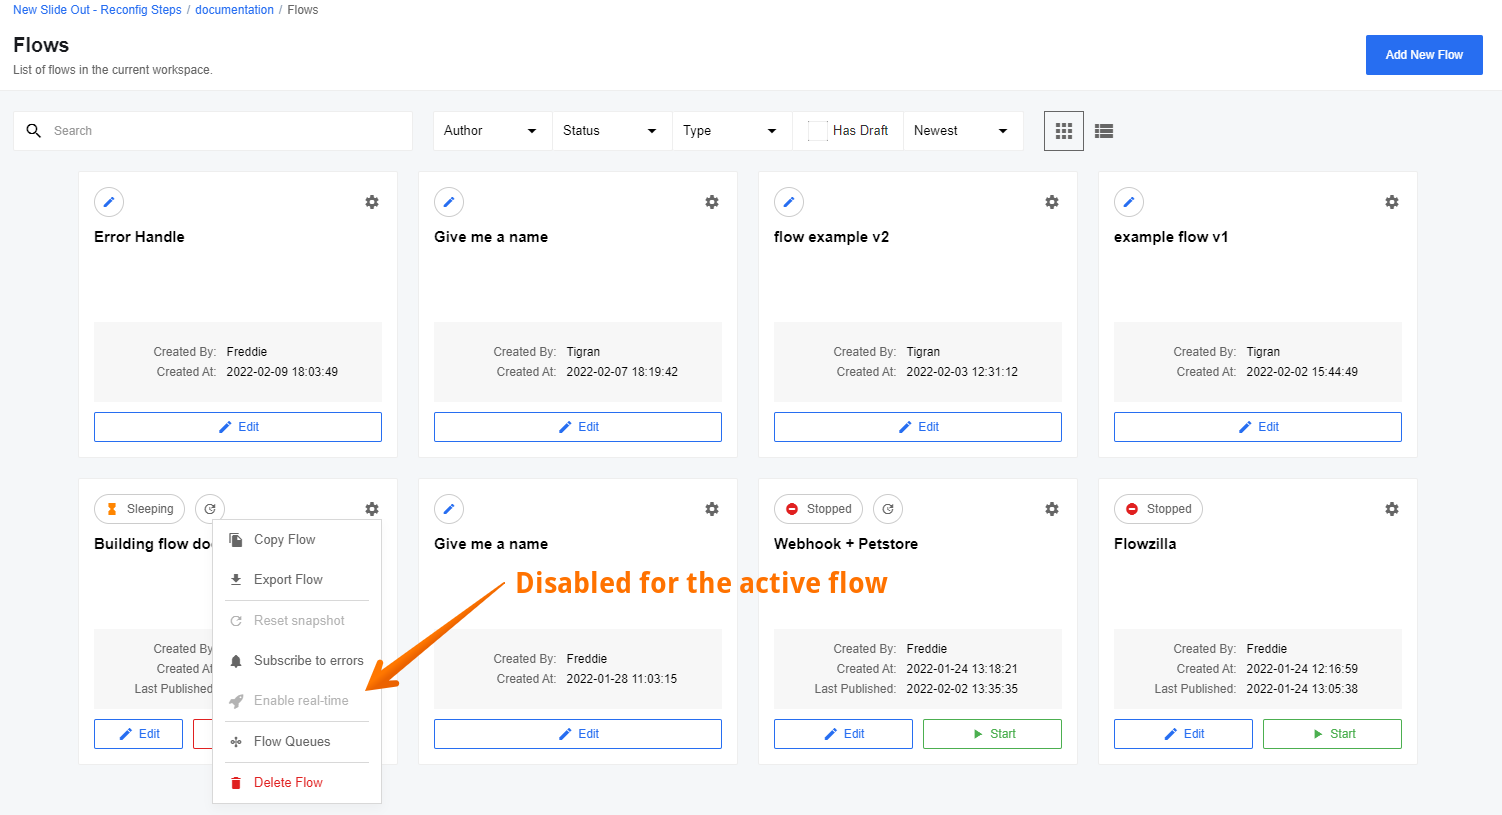 New Slide Out - Reconfig Steps / documentation / Flows
Flows
List of flows in the current workspace.
Add New Flow
Search
Author
Status
Type
Has Draft
Newest
Error Handle
Created By: Freddie
Created At: 2022-02-09 18:03:49
Edit
Give me a name
Created By: Tigran
Created At: 2022-02-07 18:19:42
Edit
flow example v2
Created By: Tigran
Created At: 2022-02-03 12:31:12
Edit
example flow v1
Created By: Tigran
Created At: 2022-02-02 15:44:49
Edit
Sleeping
Building flow do
Created By
Created At
Last Published:
Edit
Copy Flow
Export Flow
Reset snapshot
Subscribe to errors
Enable real-time
Flow Queues
Delete Flow
Disabled for the active flow
Give me a name
Created By: Freddie
Created At: 2022-01-28 11:03:15
Edit
Stopped
Webhook + Petstore
Created By: Freddie
Created At: 2022-01-24 13:18:21
Last Published: 2022-02-02 13:35:35
Edit
Start
Stopped
Flowzilla
Created By: Freddie
Created At: 2022-01-24 12:16:59
Last Published: 2022-01-24 13:05:38
Edit
Start